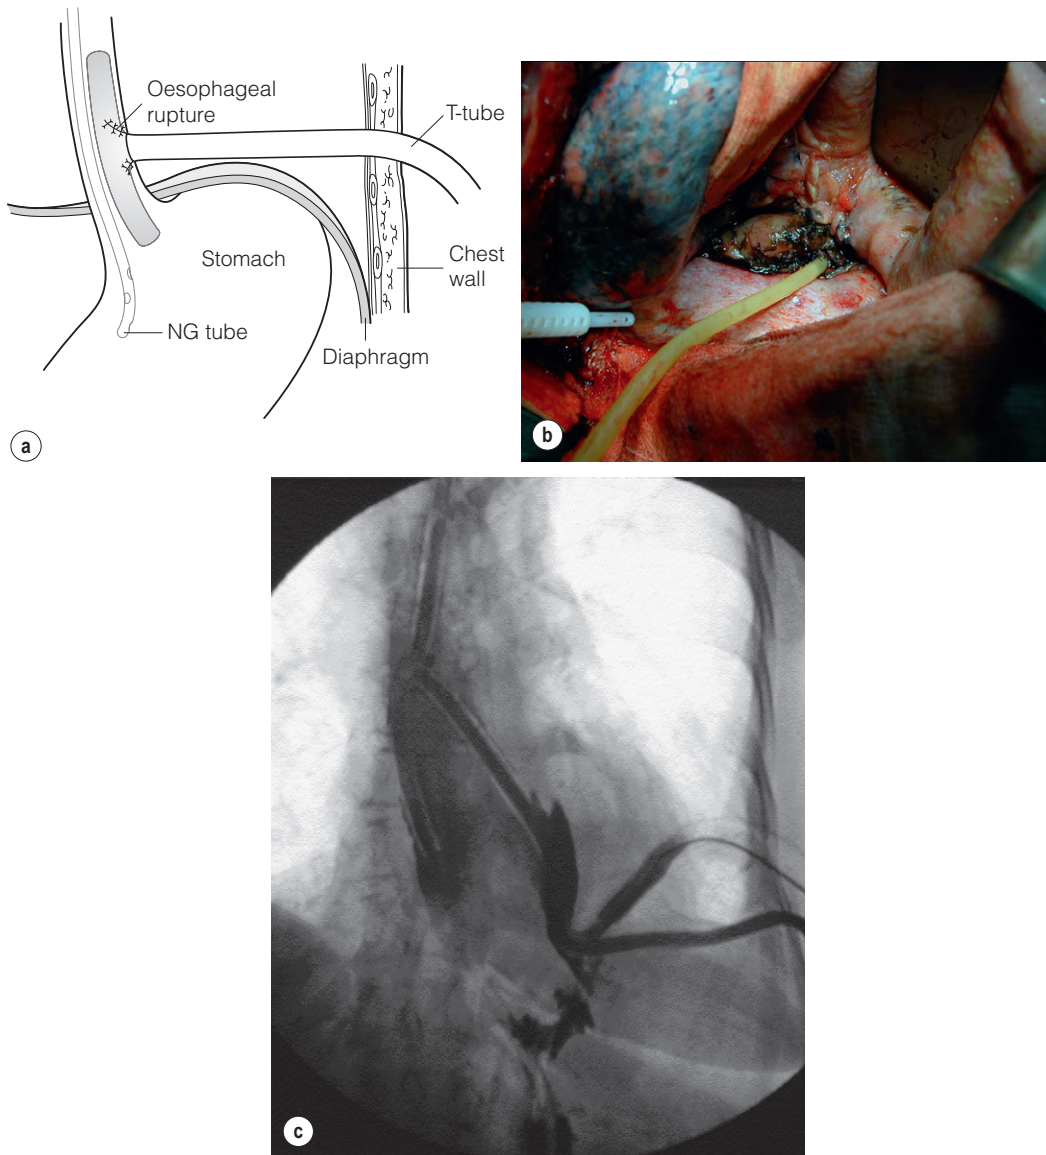 Oesophageal
rupture
T-tube
Stomach
Chest
wall
NG tube
Diaphragm
a
b
c